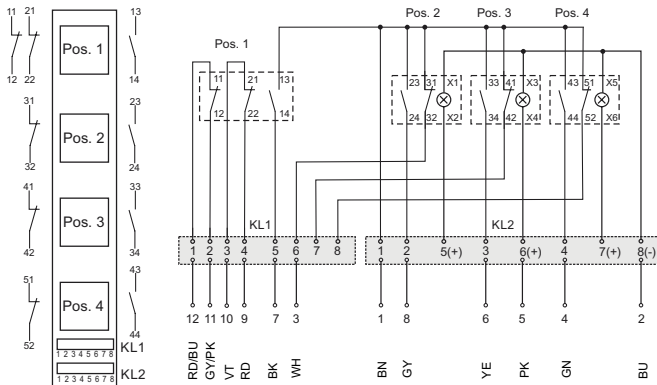 11 21
13
Pos. 1
12 22
14
31
23
Pos. 2
32
24
41
33
Pos. 3
42
34
51
43
Pos. 4
52
44
1 2 3 4 5 6 7 8
KL1
1 2 3 4 5 6 7 8
KL2
Pos. 2 Pos. 3 Pos. 4
Pos. 1
11 21 13
12 22 14
23 31 X1 33 41 X3 43 51 X5
24 32 X2 34 42 X4 44 52 X6
KL1 KL2
1 2 3 4 5 6 7 8
1 2 5(+) 3 6(+) 4 7(+) 8(-)
12 11 10 9 7 3
1 8 6 5 4 2
RD/BU GY/PK VT RD BK WH
BN GY YE PK GN BU